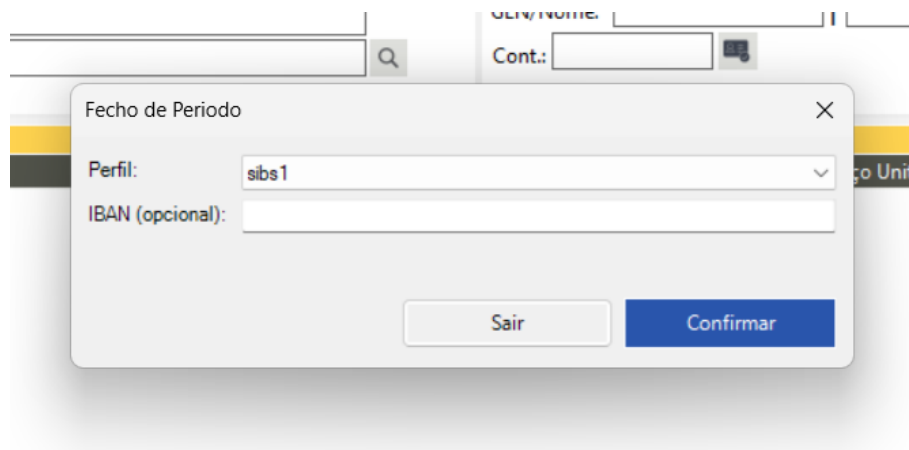 Cont.:
Fecho de Periodo
Perfil:
sibs1
IBAN (opcional):
Sair
Confirmar